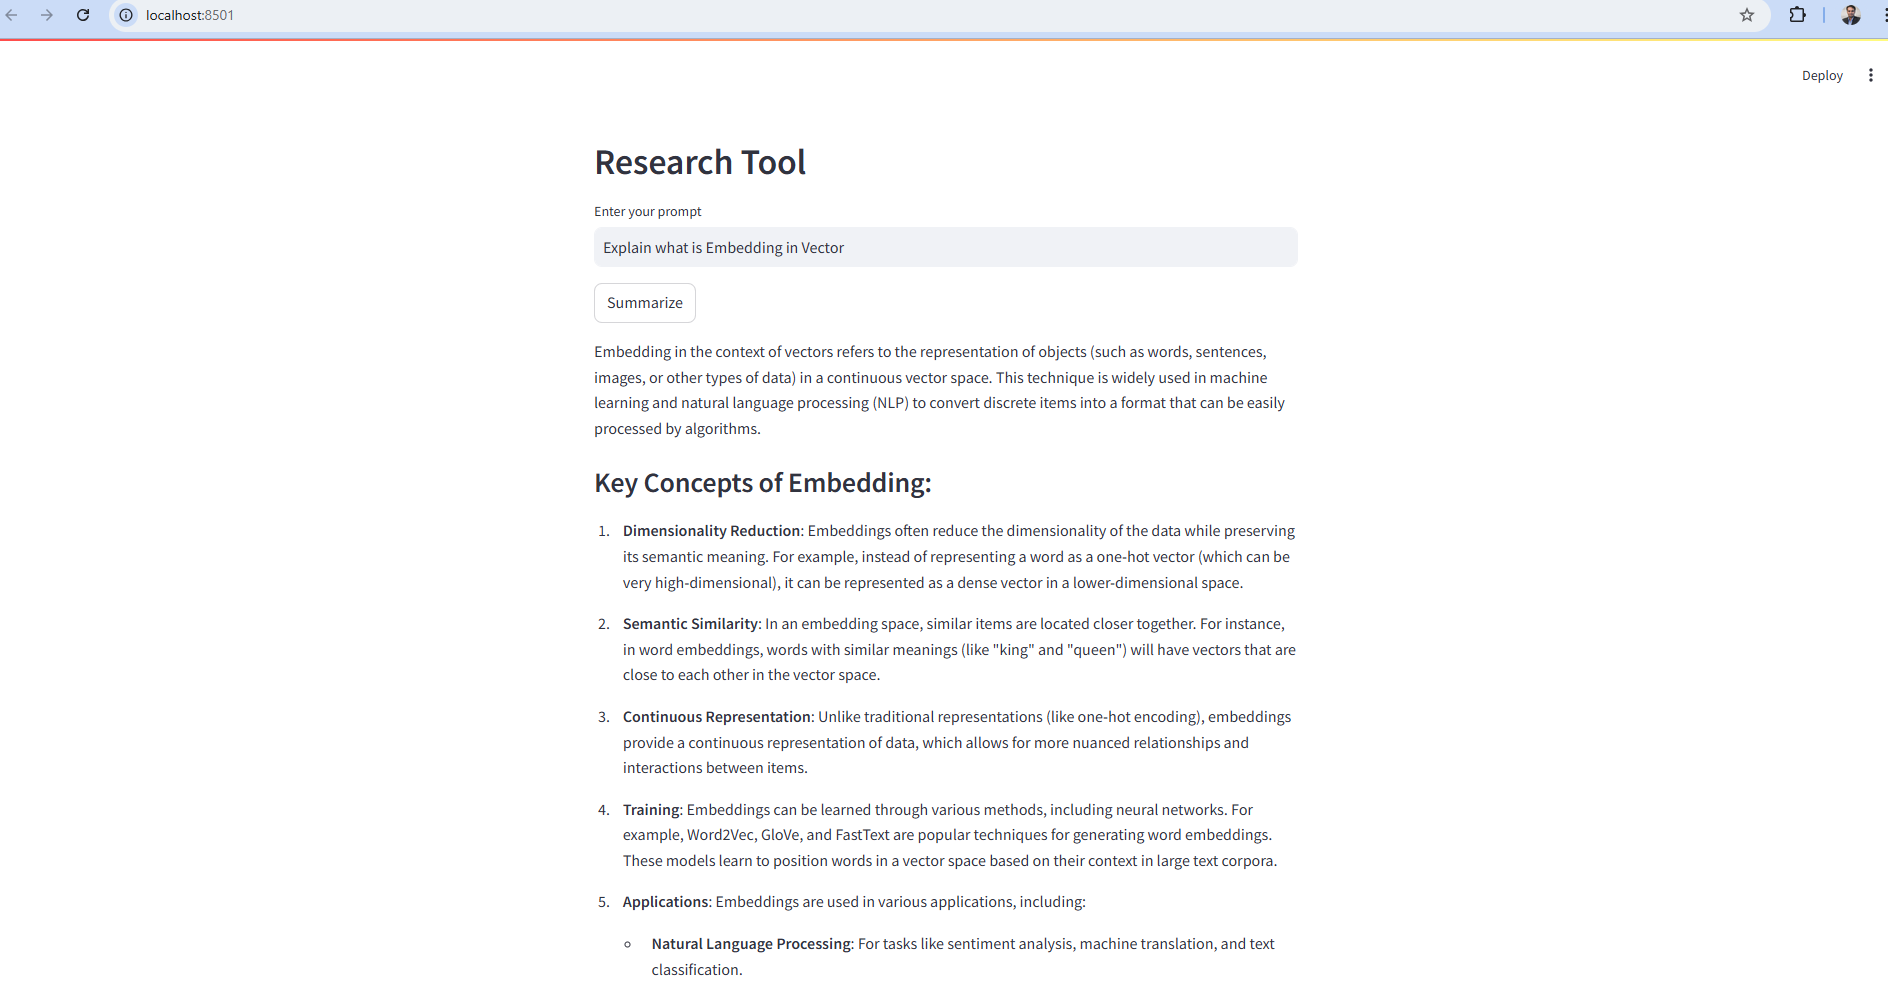 localhost:8501
Deploy
Research Tool
Enter your prompt
Explain what is Embedding in Vector
Summarize
Embedding in the context of vectors refers to the representation of objects (such as words, sentences,
images, or other types of data) in a continuous vector space. This technique is widely used in machine
learning and natural language processing (NLP) to convert discrete items into a format that can be easily
processed by algorithms.
Key Concepts of Embedding:
1. Dimensionality Reduction: Embeddings often reduce the dimensionality of the data while preserving
its semantic meaning. For example, instead of representing a word as a one-hot vector (which can be
very high-dimensional), it can be represented as a dense vector in a lower-dimensional space.
2. Semantic Similarity: In an embedding space, similar items are located closer together. For instance,
in word embeddings, words with similar meanings (like "king" and "queen") will have vectors that are
close to each other in the vector space.
3. Continuous Representation: Unlike traditional representations (like one-hot encoding), embeddings
provide a continuous representation of data, which allows for more nuanced relationships and
interactions between items.
4. Training: Embeddings can be learned through various methods, including neural networks. For
example, Word2Vec, GloVe, and FastText are popular techniques for generating word embeddings.
These models learn to position words in a vector space based on their context in large text corpora.
5. Applications: Embeddings are used in various applications, including:
◦ Natural Language Processing: For tasks like sentiment analysis, machine translation, and text
classification.